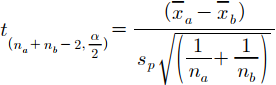 t_{(n_a + n_b − 2, \frac{α}{2})} = \frac{(\overline{x}_a − \overline{x}_b)}{s_p \sqrt{\left(\frac{1}{n_a} + \frac{1}{n_b}\right)}}